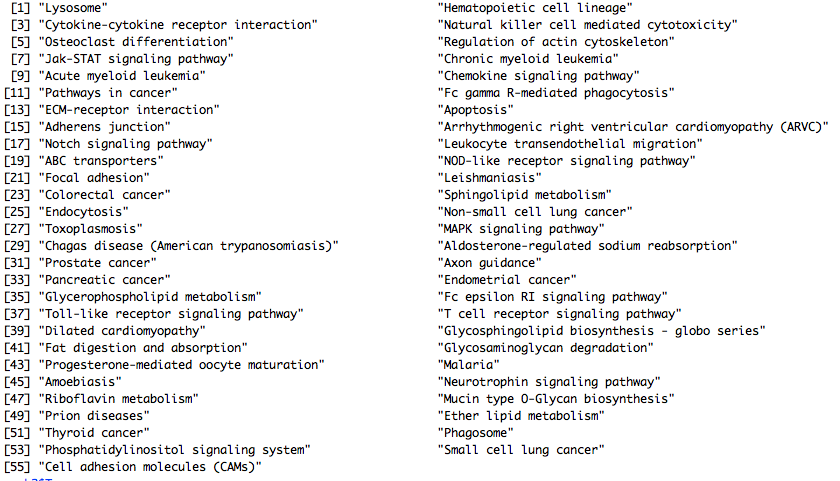 [1] "Lysosome" "Hematopoietic cell lineage"
[3] "Cytokine-cytokine receptor interaction" "Natural killer cell mediated cytotoxicity"
[5] "Osteoclast differentiation" "Regulation of actin cytoskeleton"
[7] "Jak-STAT signaling pathway" "Chronic myeloid leukemia"
[9] "Acute myeloid leukemia" "Chemokine signaling pathway"
[11] "Pathways in cancer" "Fc gamma R-mediated phagocytosis"
[13] "ECM-receptor interaction" "Apoptosis"
[15] "Adherens junction" "Arrhythmogenic right ventricular cardiomyopathy (ARVC)"
[17] "Notch signaling pathway" "Leukocyte transendothelial migration"
[19] "ABC transporters" "NOD-like receptor signaling pathway"
[21] "Focal adhesion" "Leishmaniasis"
[23] "Colorectal cancer" "Sphingolipid metabolism"
[25] "Endocytosis" "Non-small cell lung cancer"
[27] "Toxoplasmosis" "MAPK signaling pathway"
[29] "Chagas disease (American trypanosomiasis)" "Aldosterone-regulated sodium reabsorption"
[31] "Prostate cancer" "Axon guidance"
[33] "Pancreatic cancer" "Endometrial cancer"
[35] "Glycerophospholipid metabolism" "Fc epsilon RI signaling pathway"
[37] "Toll-like receptor signaling pathway" "T cell receptor signaling pathway"
[39] "Dilated cardiomyopathy" "Glycosphingolipid biosynthesis - globo series"
[41] "Fat digestion and absorption" "Glycosaminoglycan degradation"
[43] "Progesterone-mediated oocyte maturation" "Malaria"
[45] "Amoebiasis" "Neurotrophin signaling pathway"
[47] "Riboflavin metabolism" "Mucin type O-Glycan biosynthesis"
[49] "Prion diseases" "Ether lipid metabolism"
[51] "Thyroid cancer" "Phagosome"
[53] "Phosphatidylinositol signaling system" "Small cell lung cancer"
[55] "Cell adhesion molecules (CAMs)"